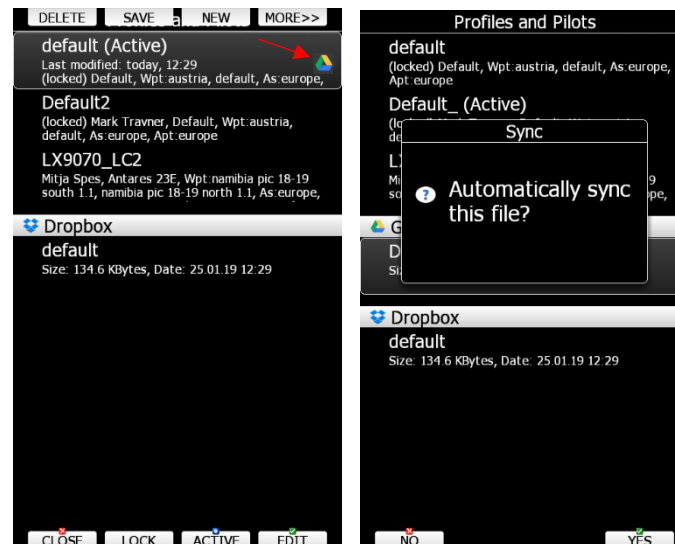 DELETE SAVE NEW MORE>>
default (Active)
Last modified: today, 12:29
(locked) Default, Wpt:austria, default, As:europe,
Default2
(locked) Mark Travner, Default, Wpt:austria,
default, As:europe, Apt:europe
LX9070_LC2
Mitja Spes, Antares 23E, Wpt:namibia pic 18-19
south 1.1, namibia pic 18-19 north 1.1, As:europe,
Dropbox
default
Size: 134.6 KBytes, Date: 25.01.19 12:29
CLOSE LOCK ACTIVE EDIT
Profiles and Pilots
default
(locked) Default, Wpt:austria, default, As:europe,
Apt:europe
Default_ (Active)
Sync
Automatically sync
this file?
Dropbox
default
Size: 134.6 KBytes, Date: 25.01.19 12:29
NO YES